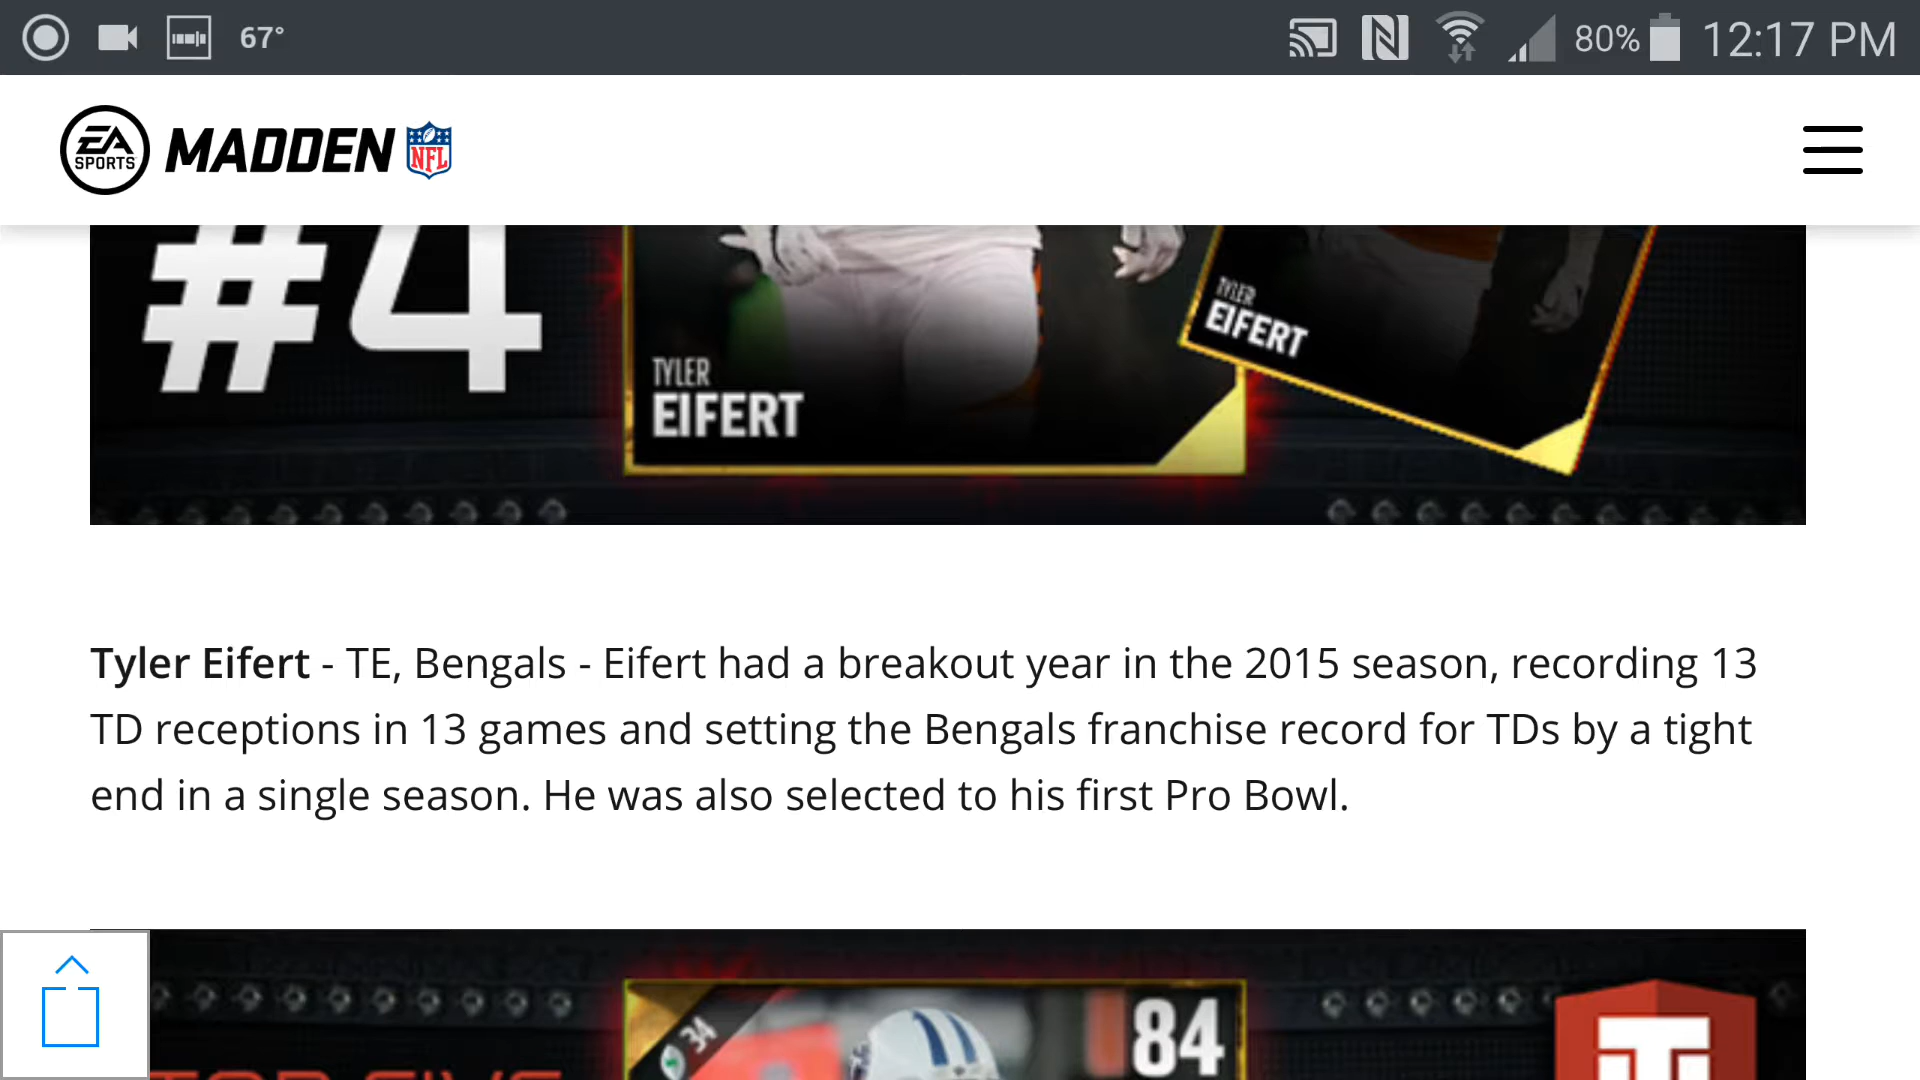 67°
80% 12:17 PM
EA SPORTS MADDEN NFL
#4
TYLER
EIFERT
TYLER
EIFERT
Tyler Eifert - TE, Bengals - Eifert had a breakout year in the 2015 season, recording 13
TD receptions in 13 games and setting the Bengals franchise record for TDs by a tight
end in a single season. He was also selected to his first Pro Bowl.
34
84